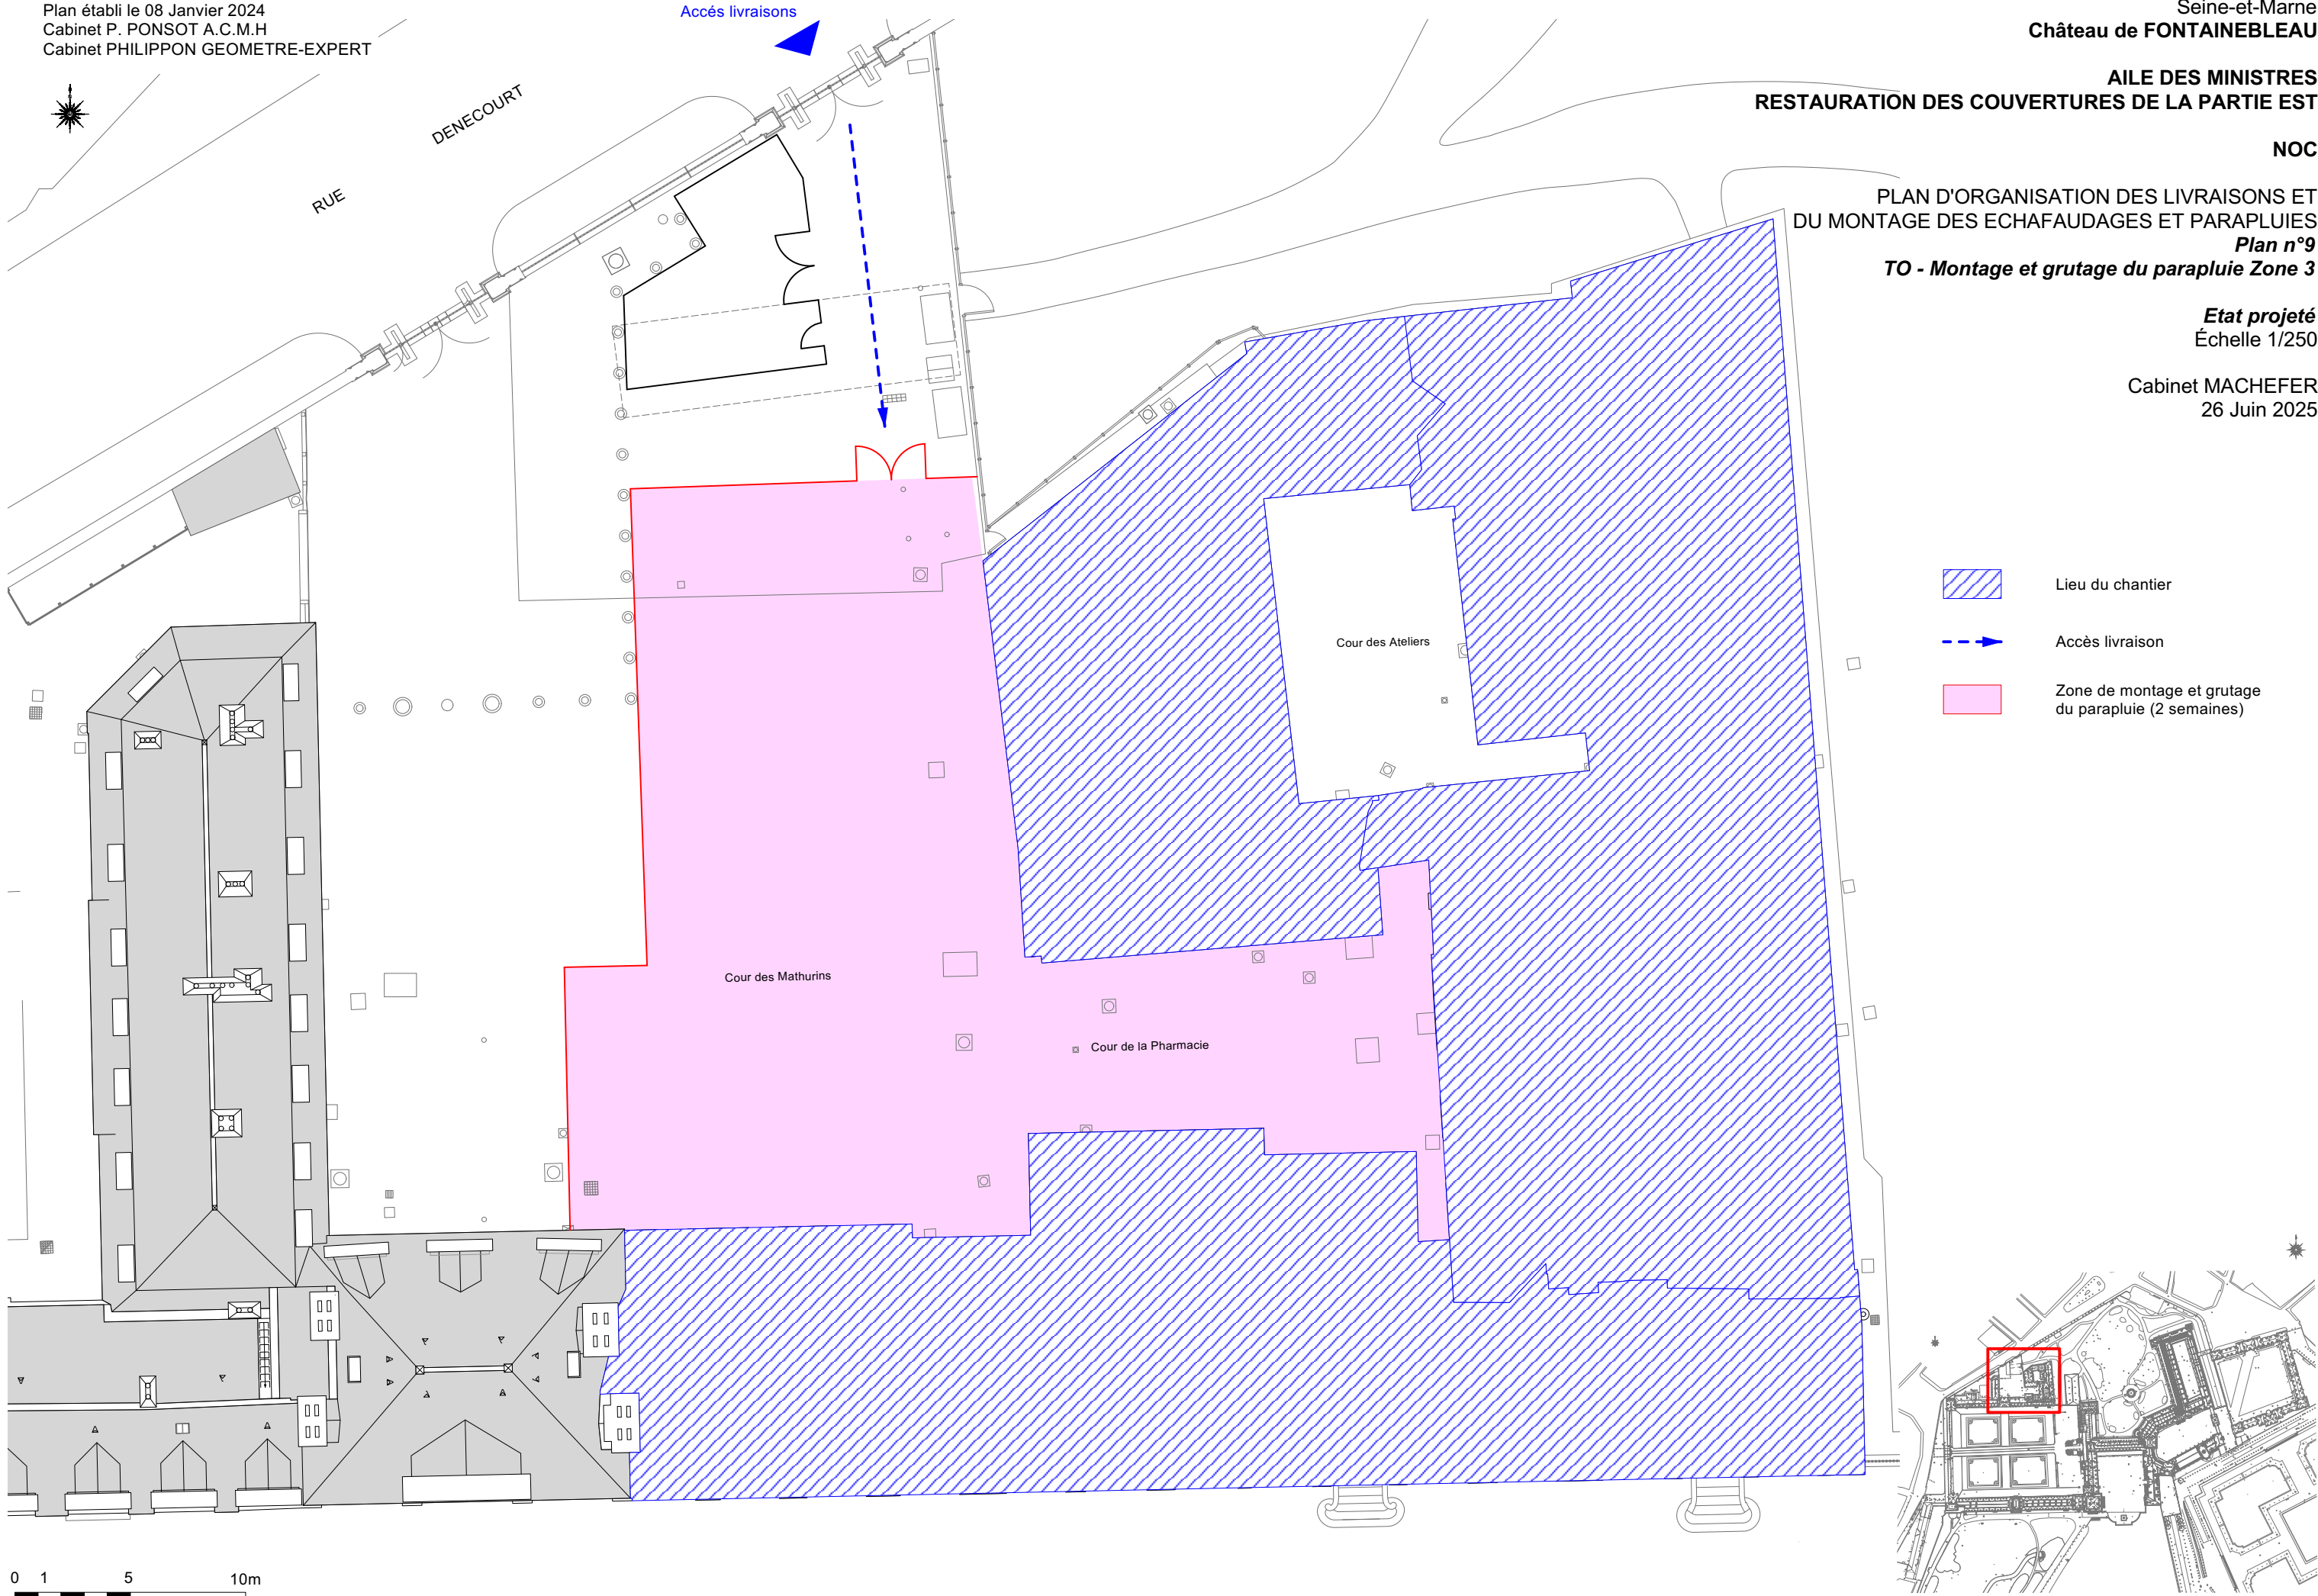 Plan établi le 08 Janvier 2024
Cabinet P. PONSOT A.C.M.H
Cabinet PHILIPPON GEOMETRE-EXPERT
Accés livraisons
Seine-et-Marne
Château de FONTAINEBLEAU
AILE DES MINISTRES
RESTAURATION DES COUVERTURES DE LA PARTIE EST
NOC
PLAN D'ORGANISATION DES LIVRAISONS ET
DU MONTAGE DES ECHAFAUDAGES ET PARAPLUIES
Plan n°9
TO - Montage et grutage du parapluie Zone 3
Etat projeté
Échelle 1/250
Cabinet MACHEFER
26 Juin 2025
RUE DENECOURT
Lieu du chantier
Accès livraison
Zone de montage et grutage
du parapluie (2 semaines)
Cour des Ateliers
Cour des Mathurins
Cour de la Pharmacie
0 1 5 10m